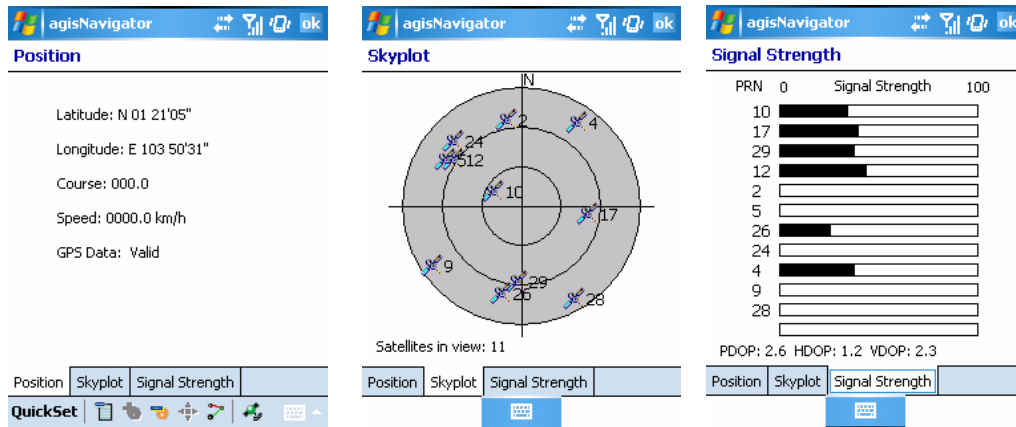 agisNavigator
ok
Position
Latitude: N 01 21'05"
Longitude: E 103 50'31"
Course: 000.0
Speed: 0000.0 km/h
GPS Data: Valid
Position Skyplot Signal Strength
QuickSet
agisNavigator
ok
Skyplot
N
2
4
24
512
10
17
9
29
26
28
Satellites in view: 11
Position Skyplot Signal Strength
agisNavigator
ok
Signal Strength
PRN 0 Signal Strength 100
10
17
29
12
2
5
26
24
4
9
28
PDOP: 2.6 HDOP: 1.2 VDOP: 2.3
Position Skyplot Signal Strength